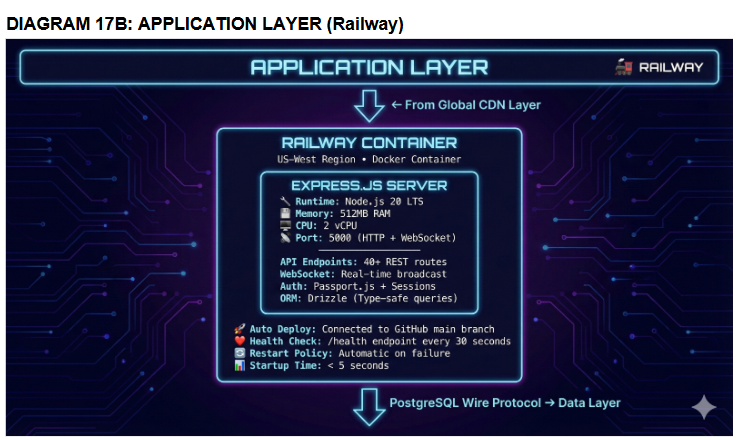 DIAGRAM 17B: APPLICATION LAYER (Railway)
APPLICATION LAYER
RAILWAY
← From Global CDN Layer
RAILWAY CONTAINER
US-West Region • Docker Container
EXPRESS.JS SERVER
Runtime: Node.js 20 LTS
Memory: 512MB RAM
CPU: 2 vCPU
Port: 5000 (HTTP + WebSocket)
API Endpoints: 40+ REST routes
WebSocket: Real-time broadcast
Auth: Passport.js + Sessions
ORM: Drizzle (Type-safe queries)
Auto Deploy: Connected to GitHub main branch
Health Check: /health endpoint every 30 seconds
Restart Policy: Automatic on failure
Startup Time: < 5 seconds
PostgreSQL Wire Protocol → Data Layer